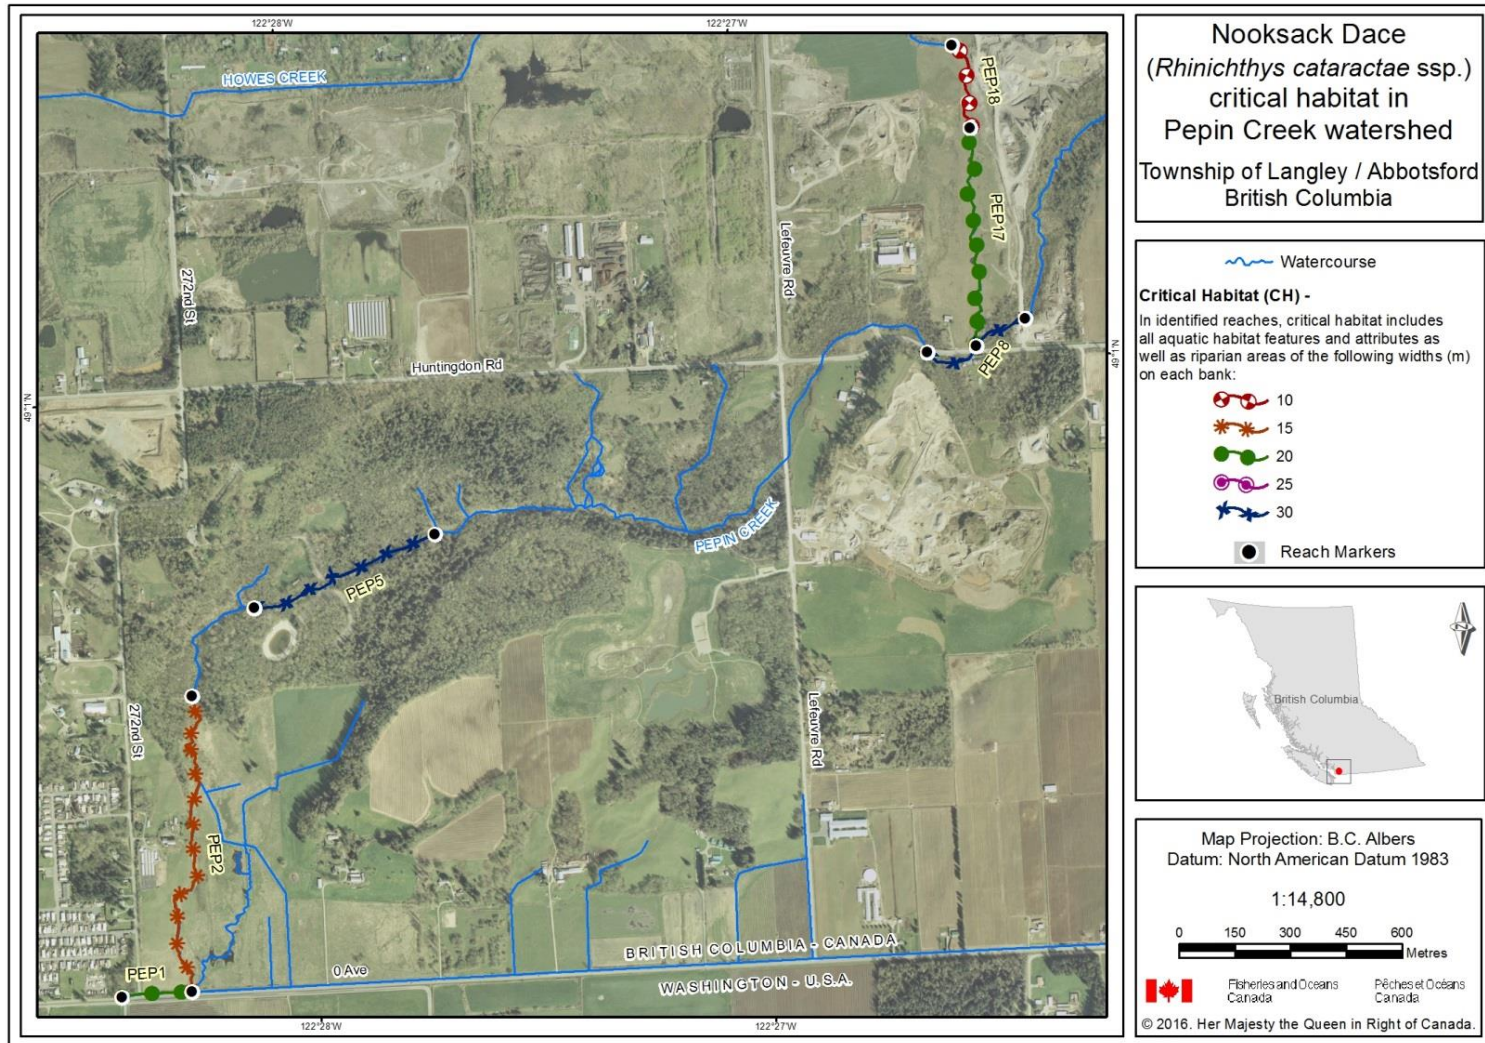 122°28'W
122°27'W
HOWES CREEK
PEP18
272nd St
Lefeuvre Rd
PEP17
49°1'N
Huntingdon Rd
PEP8
49°1'N
PEPIN CREEK
PEP5
272nd St
Lefeuvre Rd
PEP2
PEP1
0 Ave
BRITISH COLUMBIA - CANADA
WASHINGTON - U.S.A.
122°28'W
122°27'W
Nooksack Dace
(Rhinichthys cataractae ssp.)
critical habitat in
Pepin Creek watershed
Township of Langley / Abbotsford
British Columbia
Watercourse
Critical Habitat (CH) -
In identified reaches, critical habitat includes
all aquatic habitat features and attributes as
well as riparian areas of the following widths (m)
on each bank:
10
15
20
25
30
Reach Markers
Z
British Columbia
Map Projection: B.C. Albers
Datum: North American Datum 1983
1:14,800
0 150 300 450 600
Metres
Fisheries and Oceans
Canada
Pêches et Océans
Canada
© 2016. Her Majesty the Queen in Right of Canada.